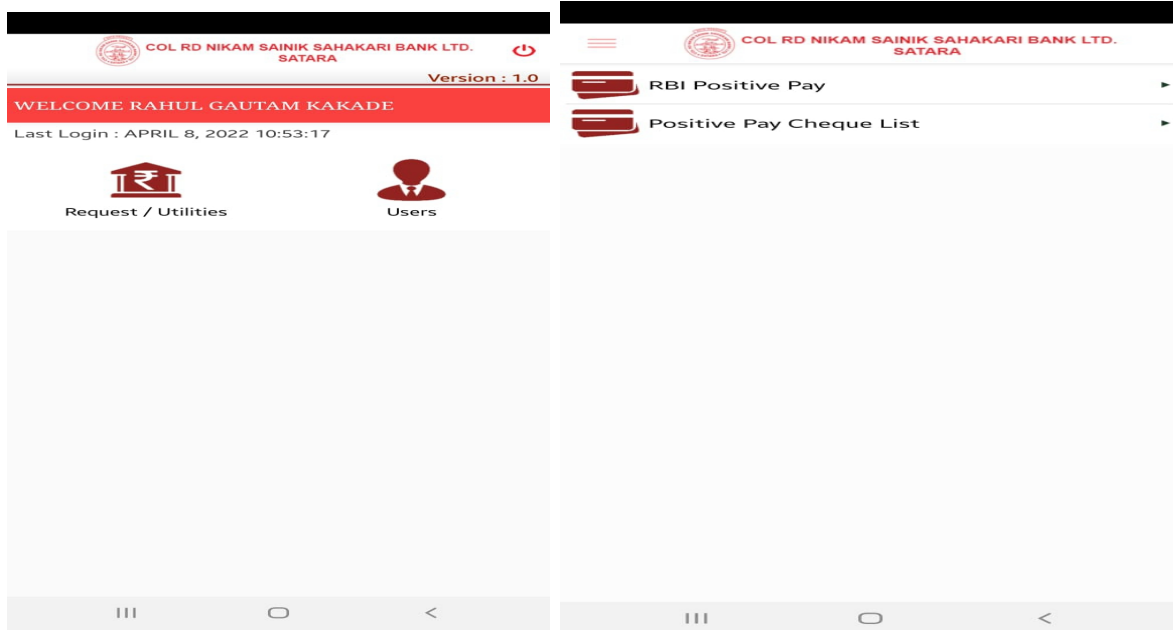 COL RD NIKAM SAINIK SAHAKARI BANK LTD.
SATARA
Version : 1.0
WELCOME RAHUL GAUTAM KAKADE
Last Login : APRIL 8, 2022 10:53:17
Request / Utilities
Users
COL RD NIKAM SAINIK SAHAKARI BANK LTD.
SATARA
RBI Positive Pay
Positive Pay Cheque List